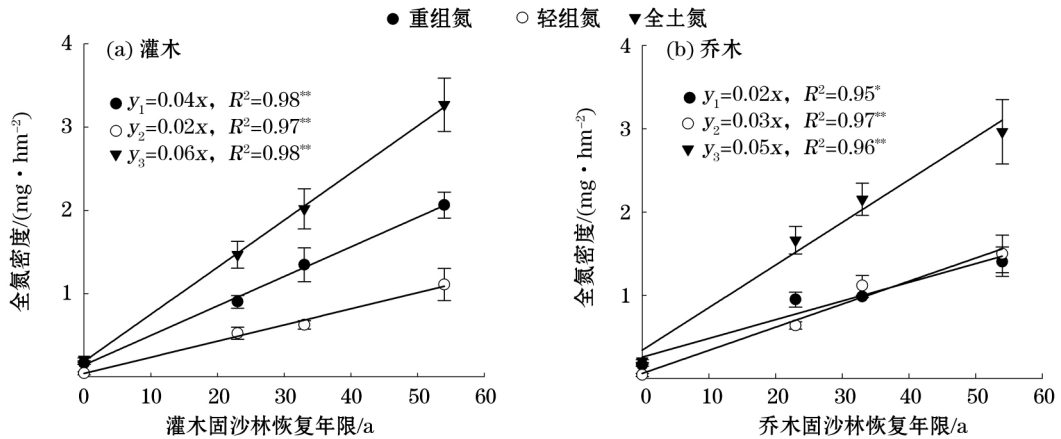 重组氮 轻组氮 全土氮
(a) 灌木
y₁=0.04x， R²=0.98**
y₂=0.02x， R²=0.97**
y₃=0.06x， R²=0.98**
全氮密度/(mg·hm⁻²)
4
3
2
1
0 10 20 30 40 50 60
灌木固沙林恢复年限/a
(b) 乔木
y₁=0.02x， R²=0.95*
y₂=0.03x， R²=0.97**
y₃=0.05x， R²=0.96**
全氮密度/(mg·hm⁻²)
4
3
2
1
0 10 20 30 40 50 60
乔木固沙林恢复年限/a